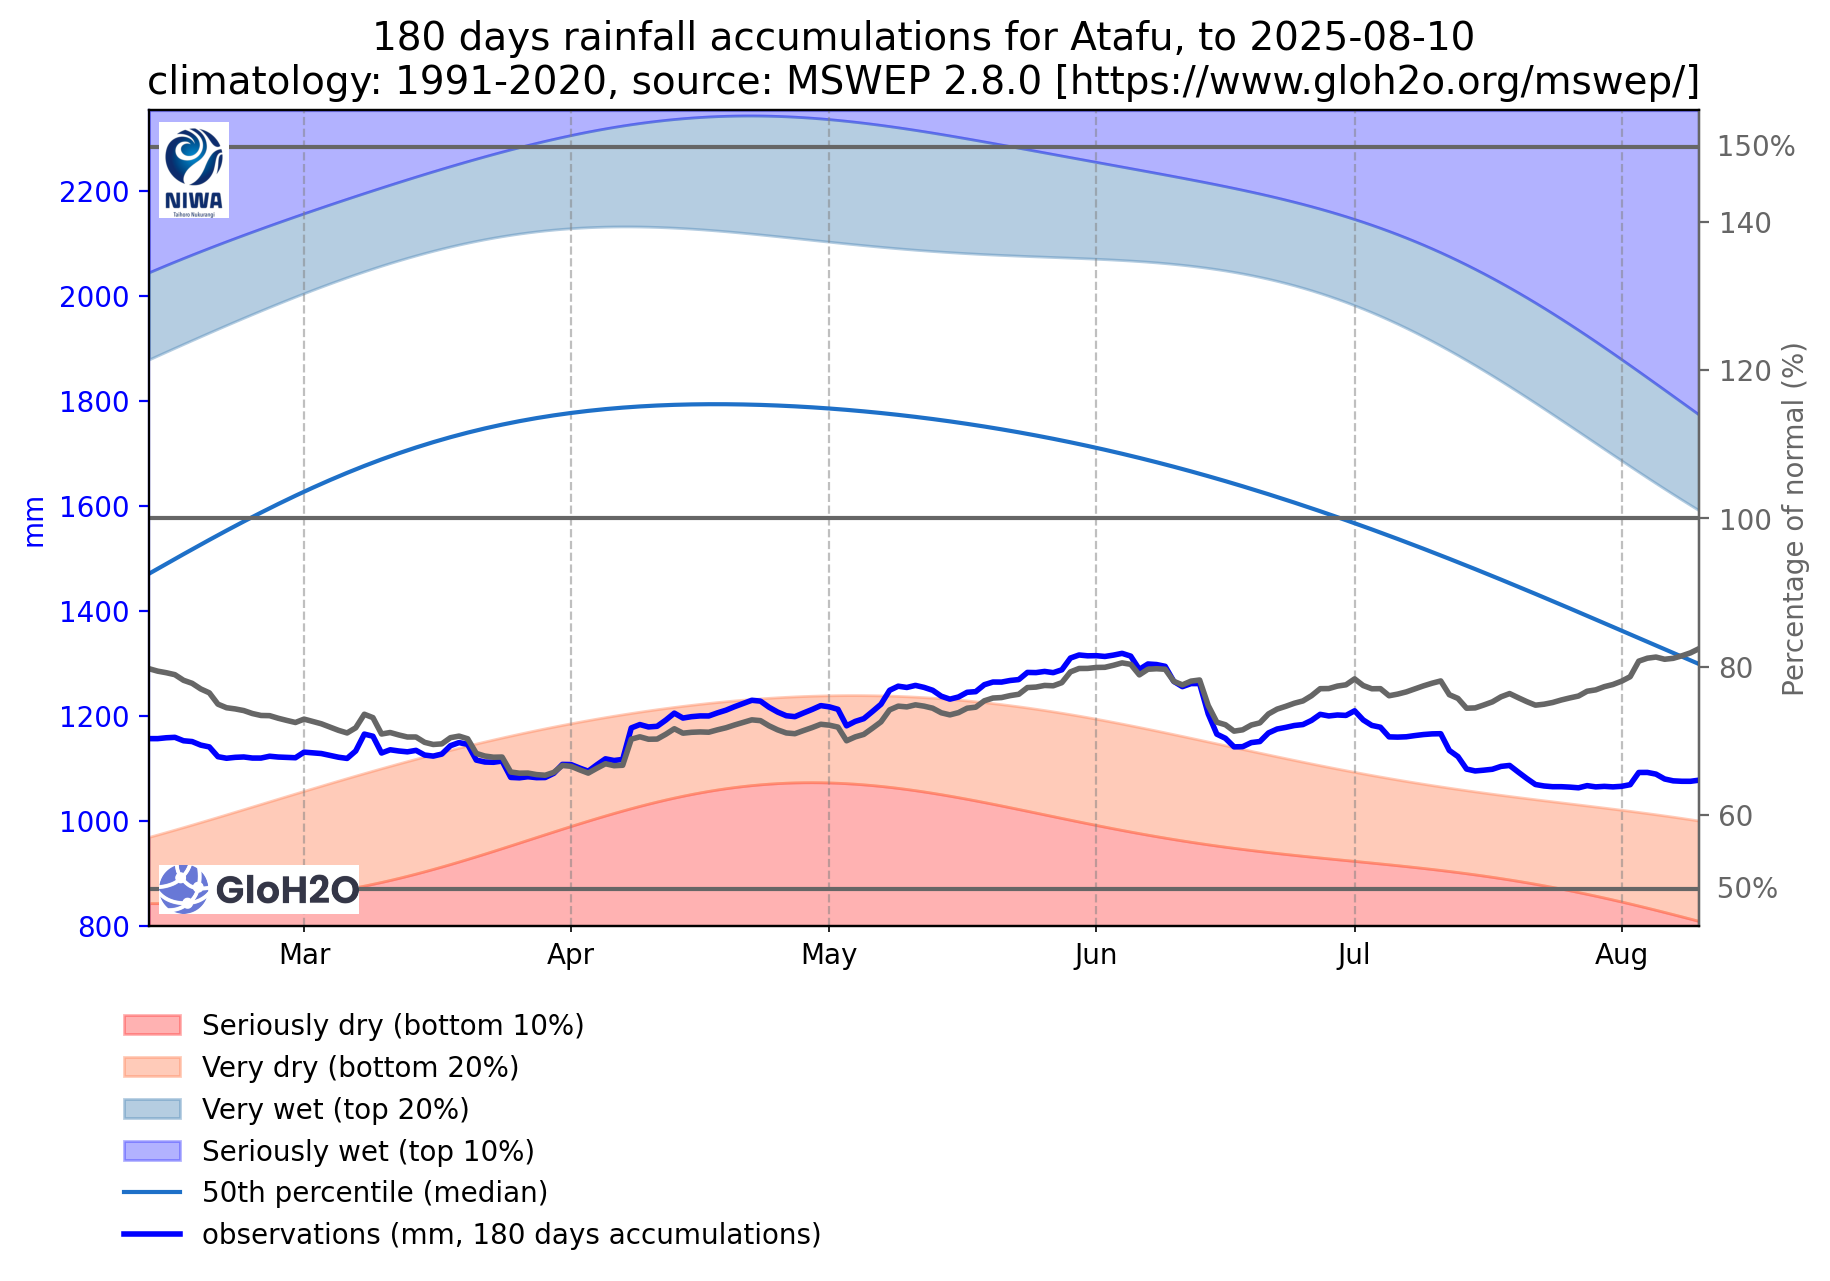 180 days rainfall accumulations for Atafu, to 2025-08-10
climatology: 1991-2020, source: MSWEP 2.8.0 [https://www.gloh2o.org/mswep/]
NIWA
Taihoro Nukurangi
mm
2200
2000
1800
1600
1400
1200
1000
800
150%
140
120
100
80
60
50%
Percentage of normal (%)
GloH2O
Mar Apr May Jun Jul Aug
Seriously dry (bottom 10%)
Very dry (bottom 20%)
Very wet (top 20%)
Seriously wet (top 10%)
50th percentile (median)
observations (mm, 180 days accumulations)